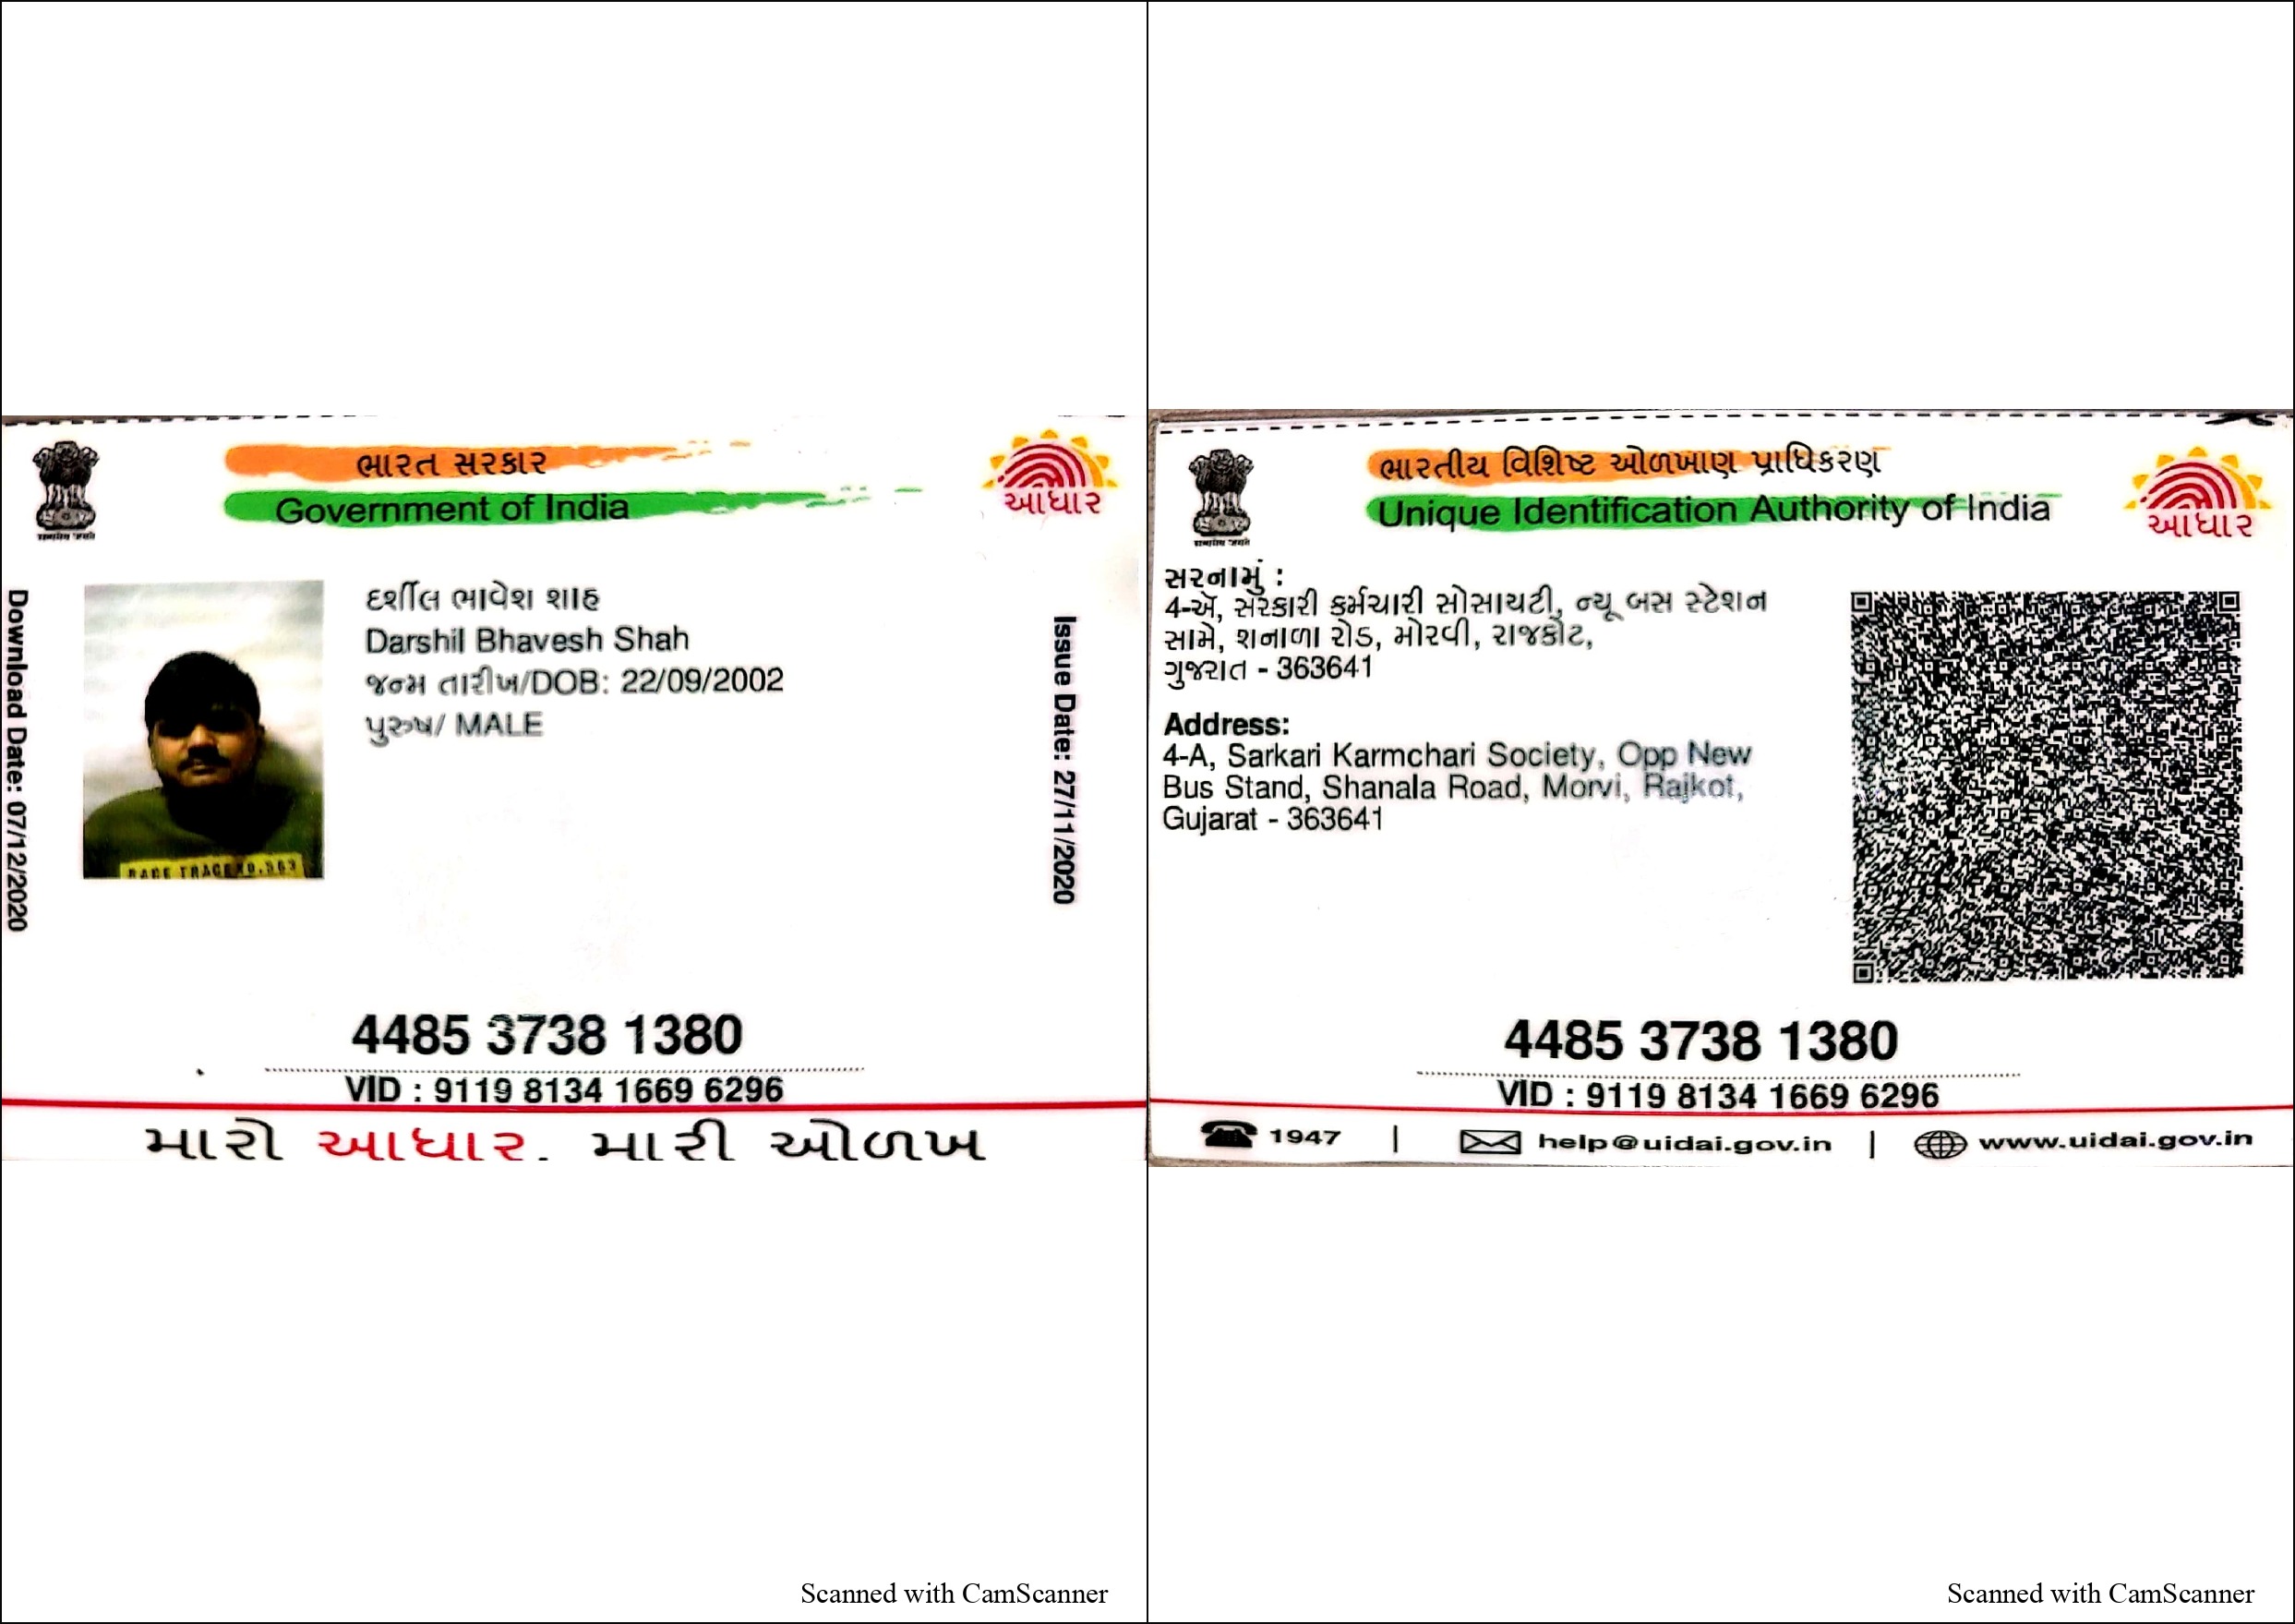 ભારત સરકાર
Government of India
આધાર
Download Date: 07/12/2020
દર્શીલ ભાવેશ શાહ
Darshil Bhavesh Shah
જન્મ તારીખ/DOB: 22/09/2002
પુરુષ/ MALE
Issue Date: 27/11/2020
4485 3738 1380
VID : 9119 8134 1669 6296
મારો આધાર, મારી ઓળખ
Scanned with CamScanner
ભારતીય વિશિષ્ટ ઓળખાણ પ્રાધિકરણ
Unique Identification Authority of India
આધાર
સરનામું :
4-એ, સરકારી કર્મચારી સોસાયટી, ન્યૂ બસ સ્ટેશન
સામે, શનાળા રોડ, મોરવી, રાજકોટ,
ગુજરાત - 363641
Address:
4-A, Sarkari Karmchari Society, Opp New
Bus Stand, Shanala Road, Morvi, Rajkot,
Gujarat - 363641
4485 3738 1380
VID : 9119 8134 1669 6296
1947 | help@uidai.gov.in | www.uidai.gov.in
Scanned with CamScanner